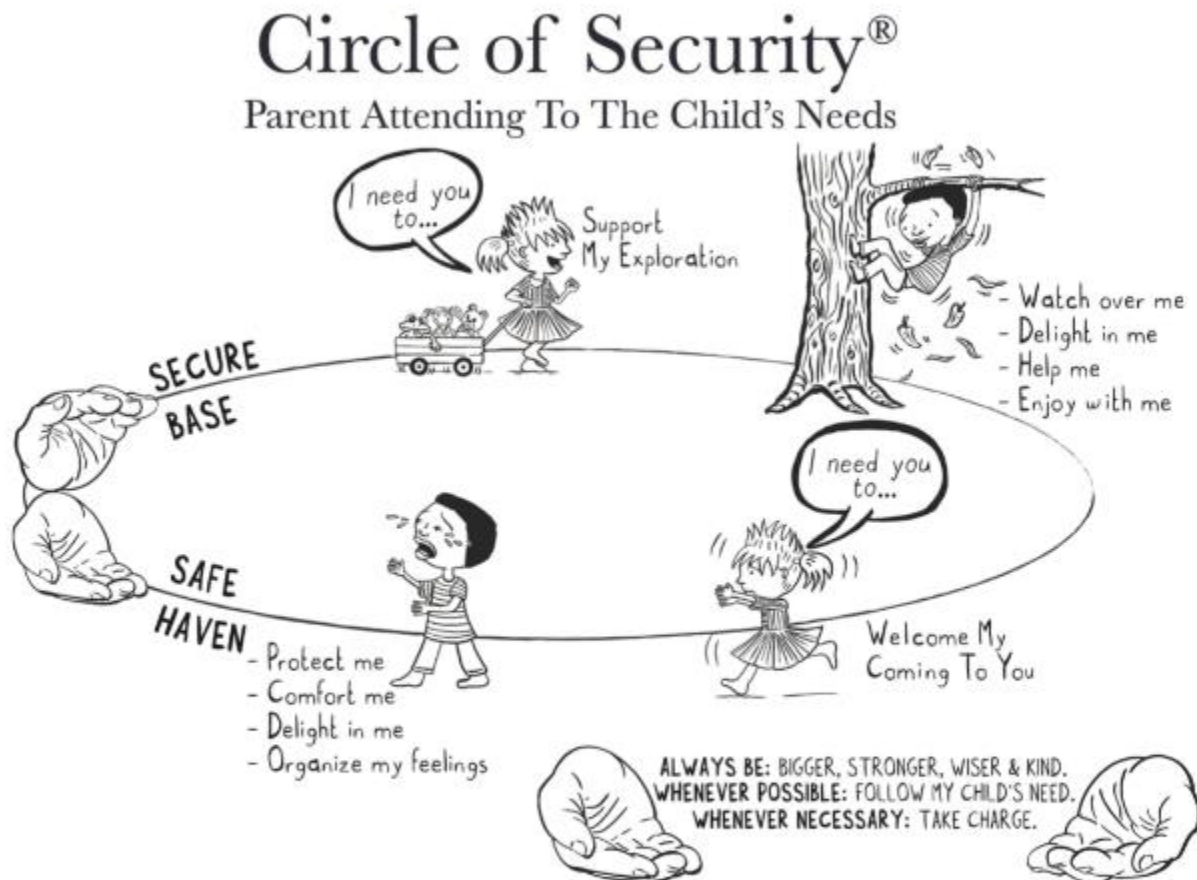 Circle of Security®
Parent Attending To The Child's Needs
I need you
to...
Support
My Exploration
- Watch over me
- Delight in me
- Help me
- Enjoy with me
SECURE
BASE
I need you
to...
Welcome My
Coming To You
SAFE
HAVEN
- Protect me
- Comfort me
- Delight in me
- Organize my feelings
ALWAYS BE: BIGGER, STRONGER, WISER & KIND.
WHENEVER POSSIBLE: FOLLOW MY CHILD'S NEED.
WHENEVER NECESSARY: TAKE CHARGE.